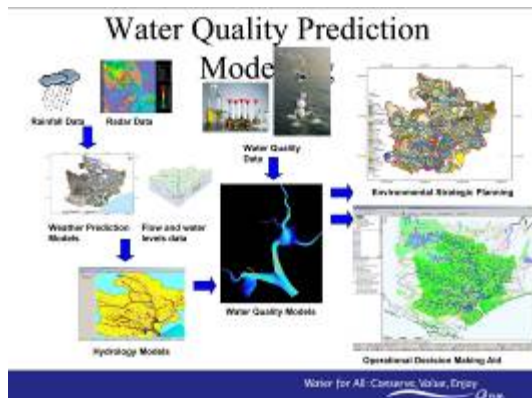 Water Quality Prediction
Rainfall Data
Radar Data
Water Quality
Data
Environmental Strategic Planning
Weather Prediction
Models
Flow and water
levels data
Water Quality Models
Hydrology Models
Operational Decision Making Aid
Water for All: Conserve, Value, Enjoy